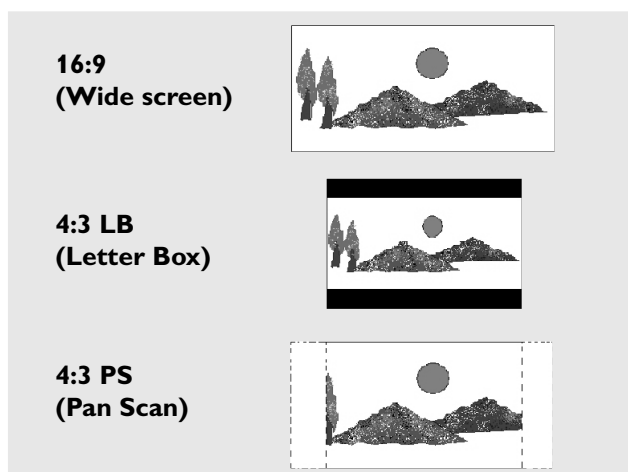 16:9
(Wide screen)
4:3 LB
(Letter Box)
4:3 PS
(Pan Scan)